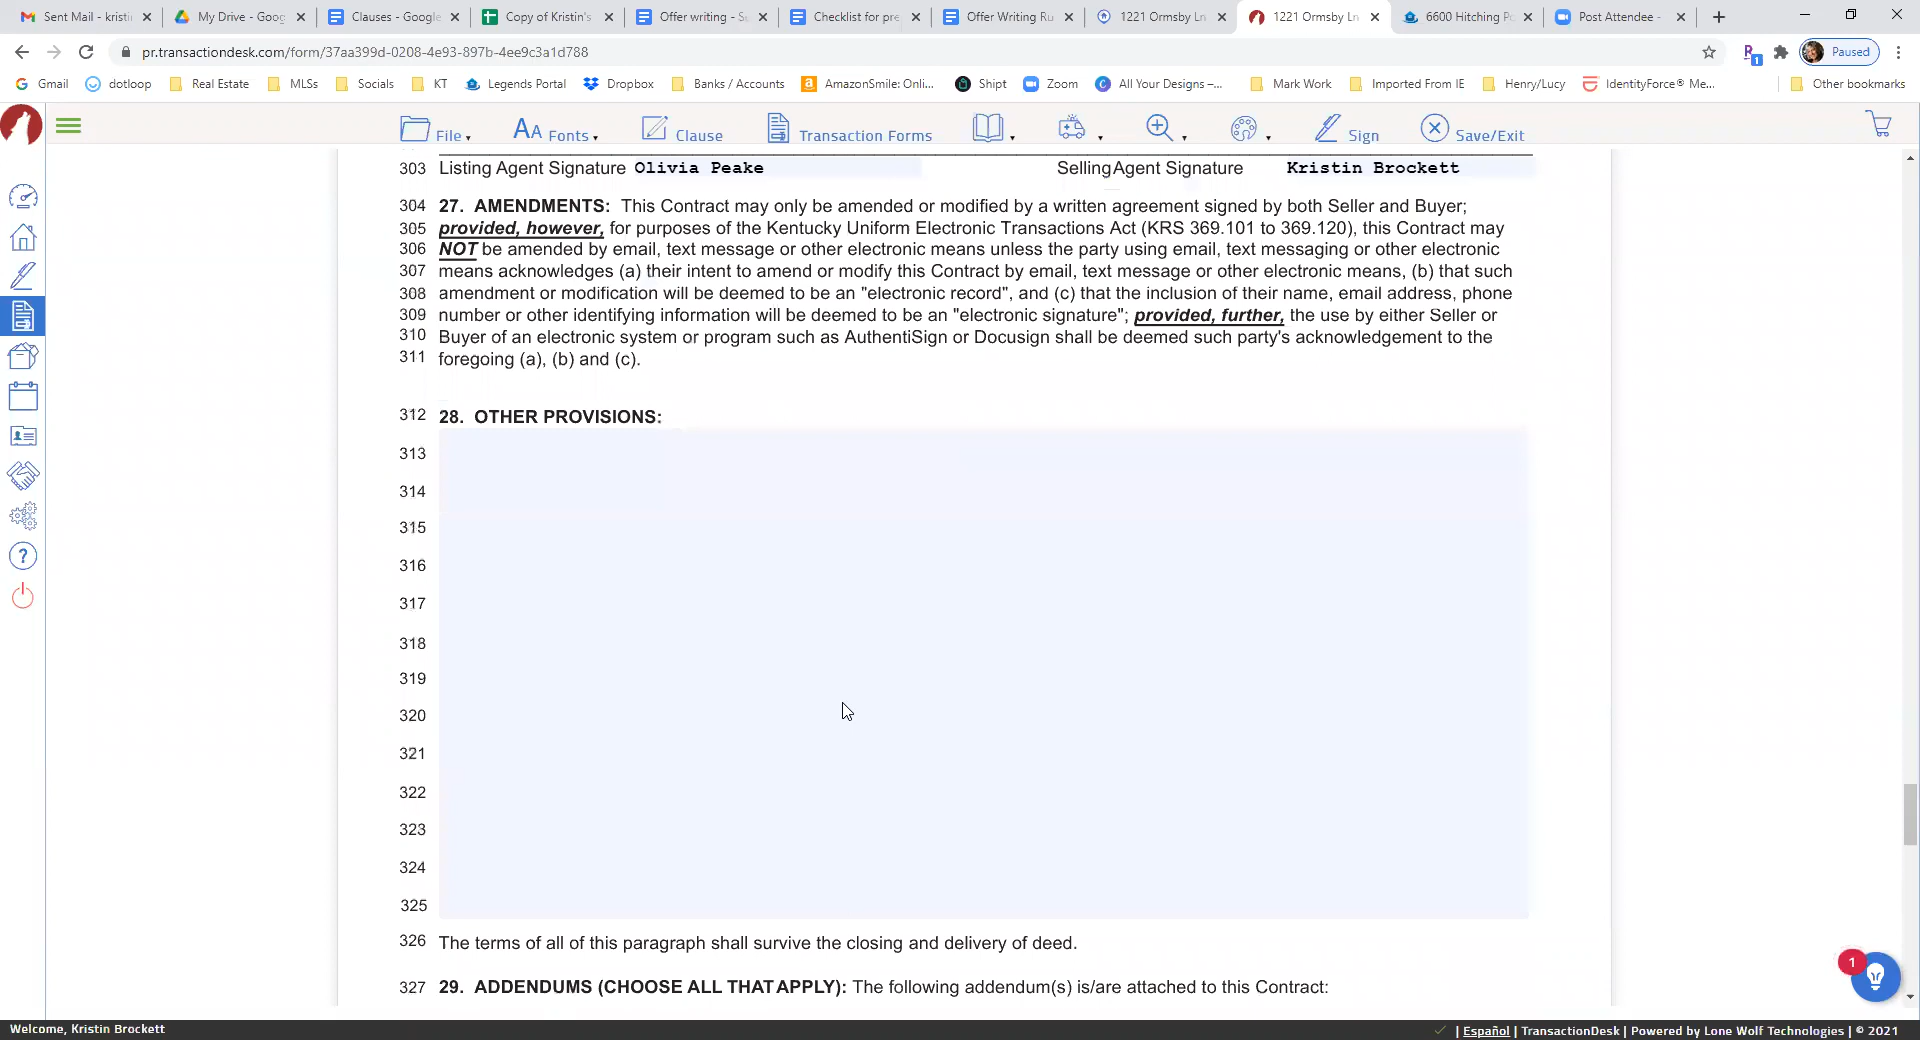 Sent Mail - kristi
My Drive - Goog
Clauses - Google
Copy of Kristin's
Offer writing - S
Checklist for pre
Offer Writing Ru
1221 Ormsby Ln
1221 Ormsby Ln
6600 Hitching Po
Post Attendee -
pr.transactiondesk.com/form/37aa399d-0208-4e93-897b-4ee9c3a1d788
Paused
Gmail
dotloop
Real Estate
MLSs
Socials
KT
Legends Portal
Dropbox
Banks / Accounts
AmazonSmile: Onli...
Shipt
Zoom
All Your Designs –...
Mark Work
Imported From IE
Henry/Lucy
IdentityForce® Me...
Other bookmarks
File
Fonts
Clause
Transaction Forms
Sign
Save/Exit
303 Listing Agent Signature Olivia Peake SellingAgent Signature Kristin Brockett
304 27. AMENDMENTS: This Contract may only be amended or modified by a written agreement signed by both Seller and Buyer;
305 provided, however, for purposes of the Kentucky Uniform Electronic Transactions Act (KRS 369.101 to 369.120), this Contract may
306 NOT be amended by email, text message or other electronic means unless the party using email, text messaging or other electronic
307 means acknowledges (a) their intent to amend or modify this Contract by email, text message or other electronic means, (b) that such
308 amendment or modification will be deemed to be an "electronic record", and (c) that the inclusion of their name, email address, phone
309 number or other identifying information will be deemed to be an "electronic signature"; provided, further, the use by either Seller or
310 Buyer of an electronic system or program such as AuthentiSign or Docusign shall be deemed such party's acknowledgement to the
311 foregoing (a), (b) and (c).
312 28. OTHER PROVISIONS:
313
314
315
316
317
318
319
320
321
322
323
324
325
326 The terms of all of this paragraph shall survive the closing and delivery of deed.
327 29. ADDENDUMS (CHOOSE ALL THAT APPLY): The following addendum(s) is/are attached to this Contract:
1
Welcome, Kristin Brockett
| Español | TransactionDesk | Powered by Lone Wolf Technologies | © 2021